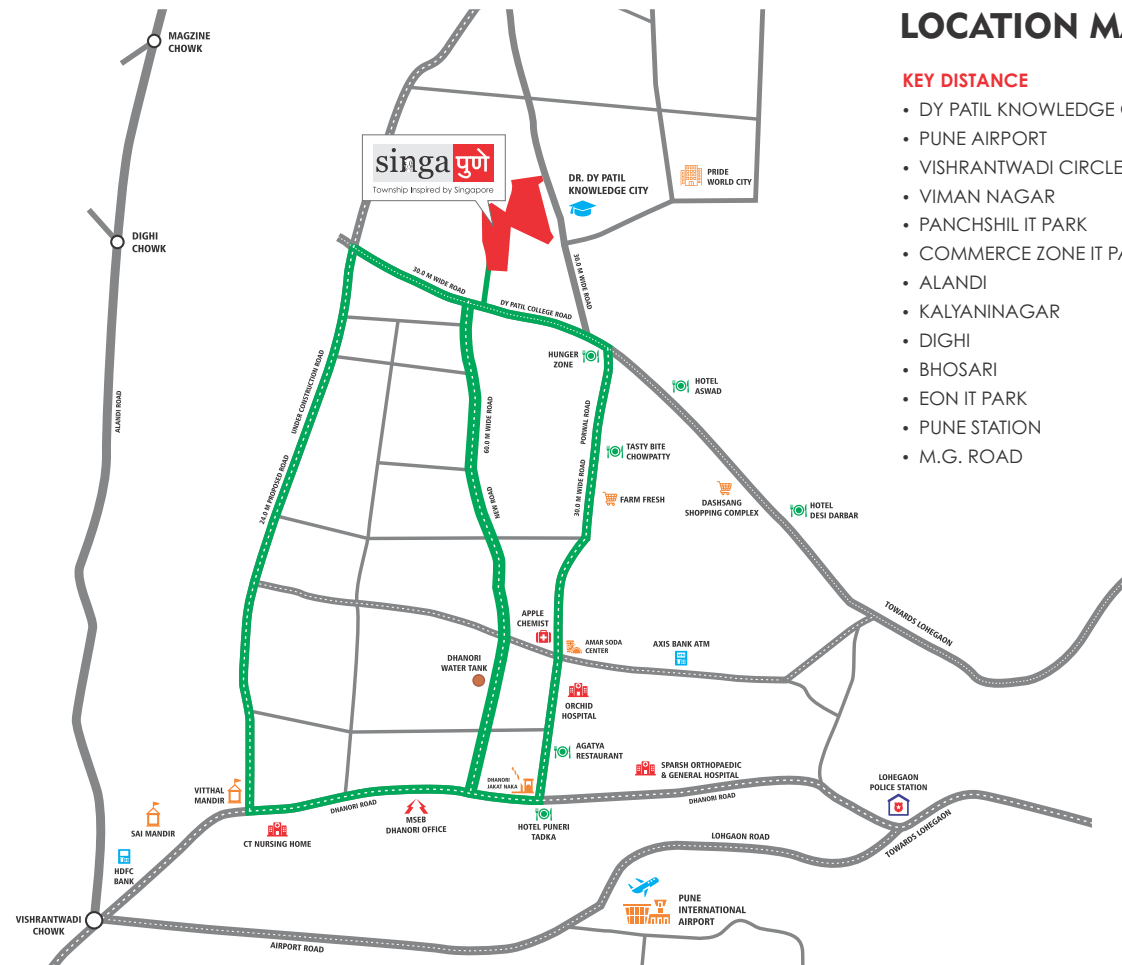 LOCATION MA
MAGZINE
CHOWK
KEY DISTANCE
• DY PATIL KNOWLEDGE
• PUNE AIRPORT
• VISHRANTWADI CIRCLE
• VIMAN NAGAR
• PANCHSHIL IT PARK
• COMMERCE ZONE IT PA
• ALANDI
• KALYANINAGAR
• DIGHI
• BHOSARI
• EON IT PARK
• PUNE STATION
• M.G. ROAD
singa पुणे
Township Inspired by Singapore
DR. DY PATIL
KNOWLEDGE CITY
PRIDE
WORLD CITY
DIGHI
CHOWK
30.0 M WIDE ROAD
30.0 M WIDE ROAD
DY PATIL COLLEGE ROAD
HUNGER
ZONE
HOTEL
ASWAD
ALANDI ROAD
UNDER CONSTRUCTION ROAD
24.0 M PROPOSED ROAD
60.0 M WIDE ROAD
NEW ROAD
PORWAL ROAD
30.0 M WIDE ROAD
TASTY BITE
CHOWPATTY
FARM FRESH
DASHSANG
SHOPPING COMPLEX
HOTEL
DESI DARBAR
APPLE
CHEMIST
AMAR SODA
CENTER
AXIS BANK ATM
TOWARDS LOHEGAON
DHANORI
WATER TANK
ORCHID
HOSPITAL
AGATYA
RESTAURANT
SPARSH ORTHOPAEDIC
& GENERAL HOSPITAL
DHANORI
JAKAT NAKA
LOHEGAON
POLICE STATION
VITTHAL
MANDIR
DHANORI ROAD
DHANORI ROAD
MSEB
DHANORI OFFICE
HOTEL PUNERI
TADKA
SAI MANDIR
CT NURSING HOME
LOHGAON ROAD
TOWARDS LOHEGAON
HDFC
BANK
VISHRANTWADI
CHOWK
AIRPORT ROAD
PUNE
INTERNATIONAL
AIRPORT